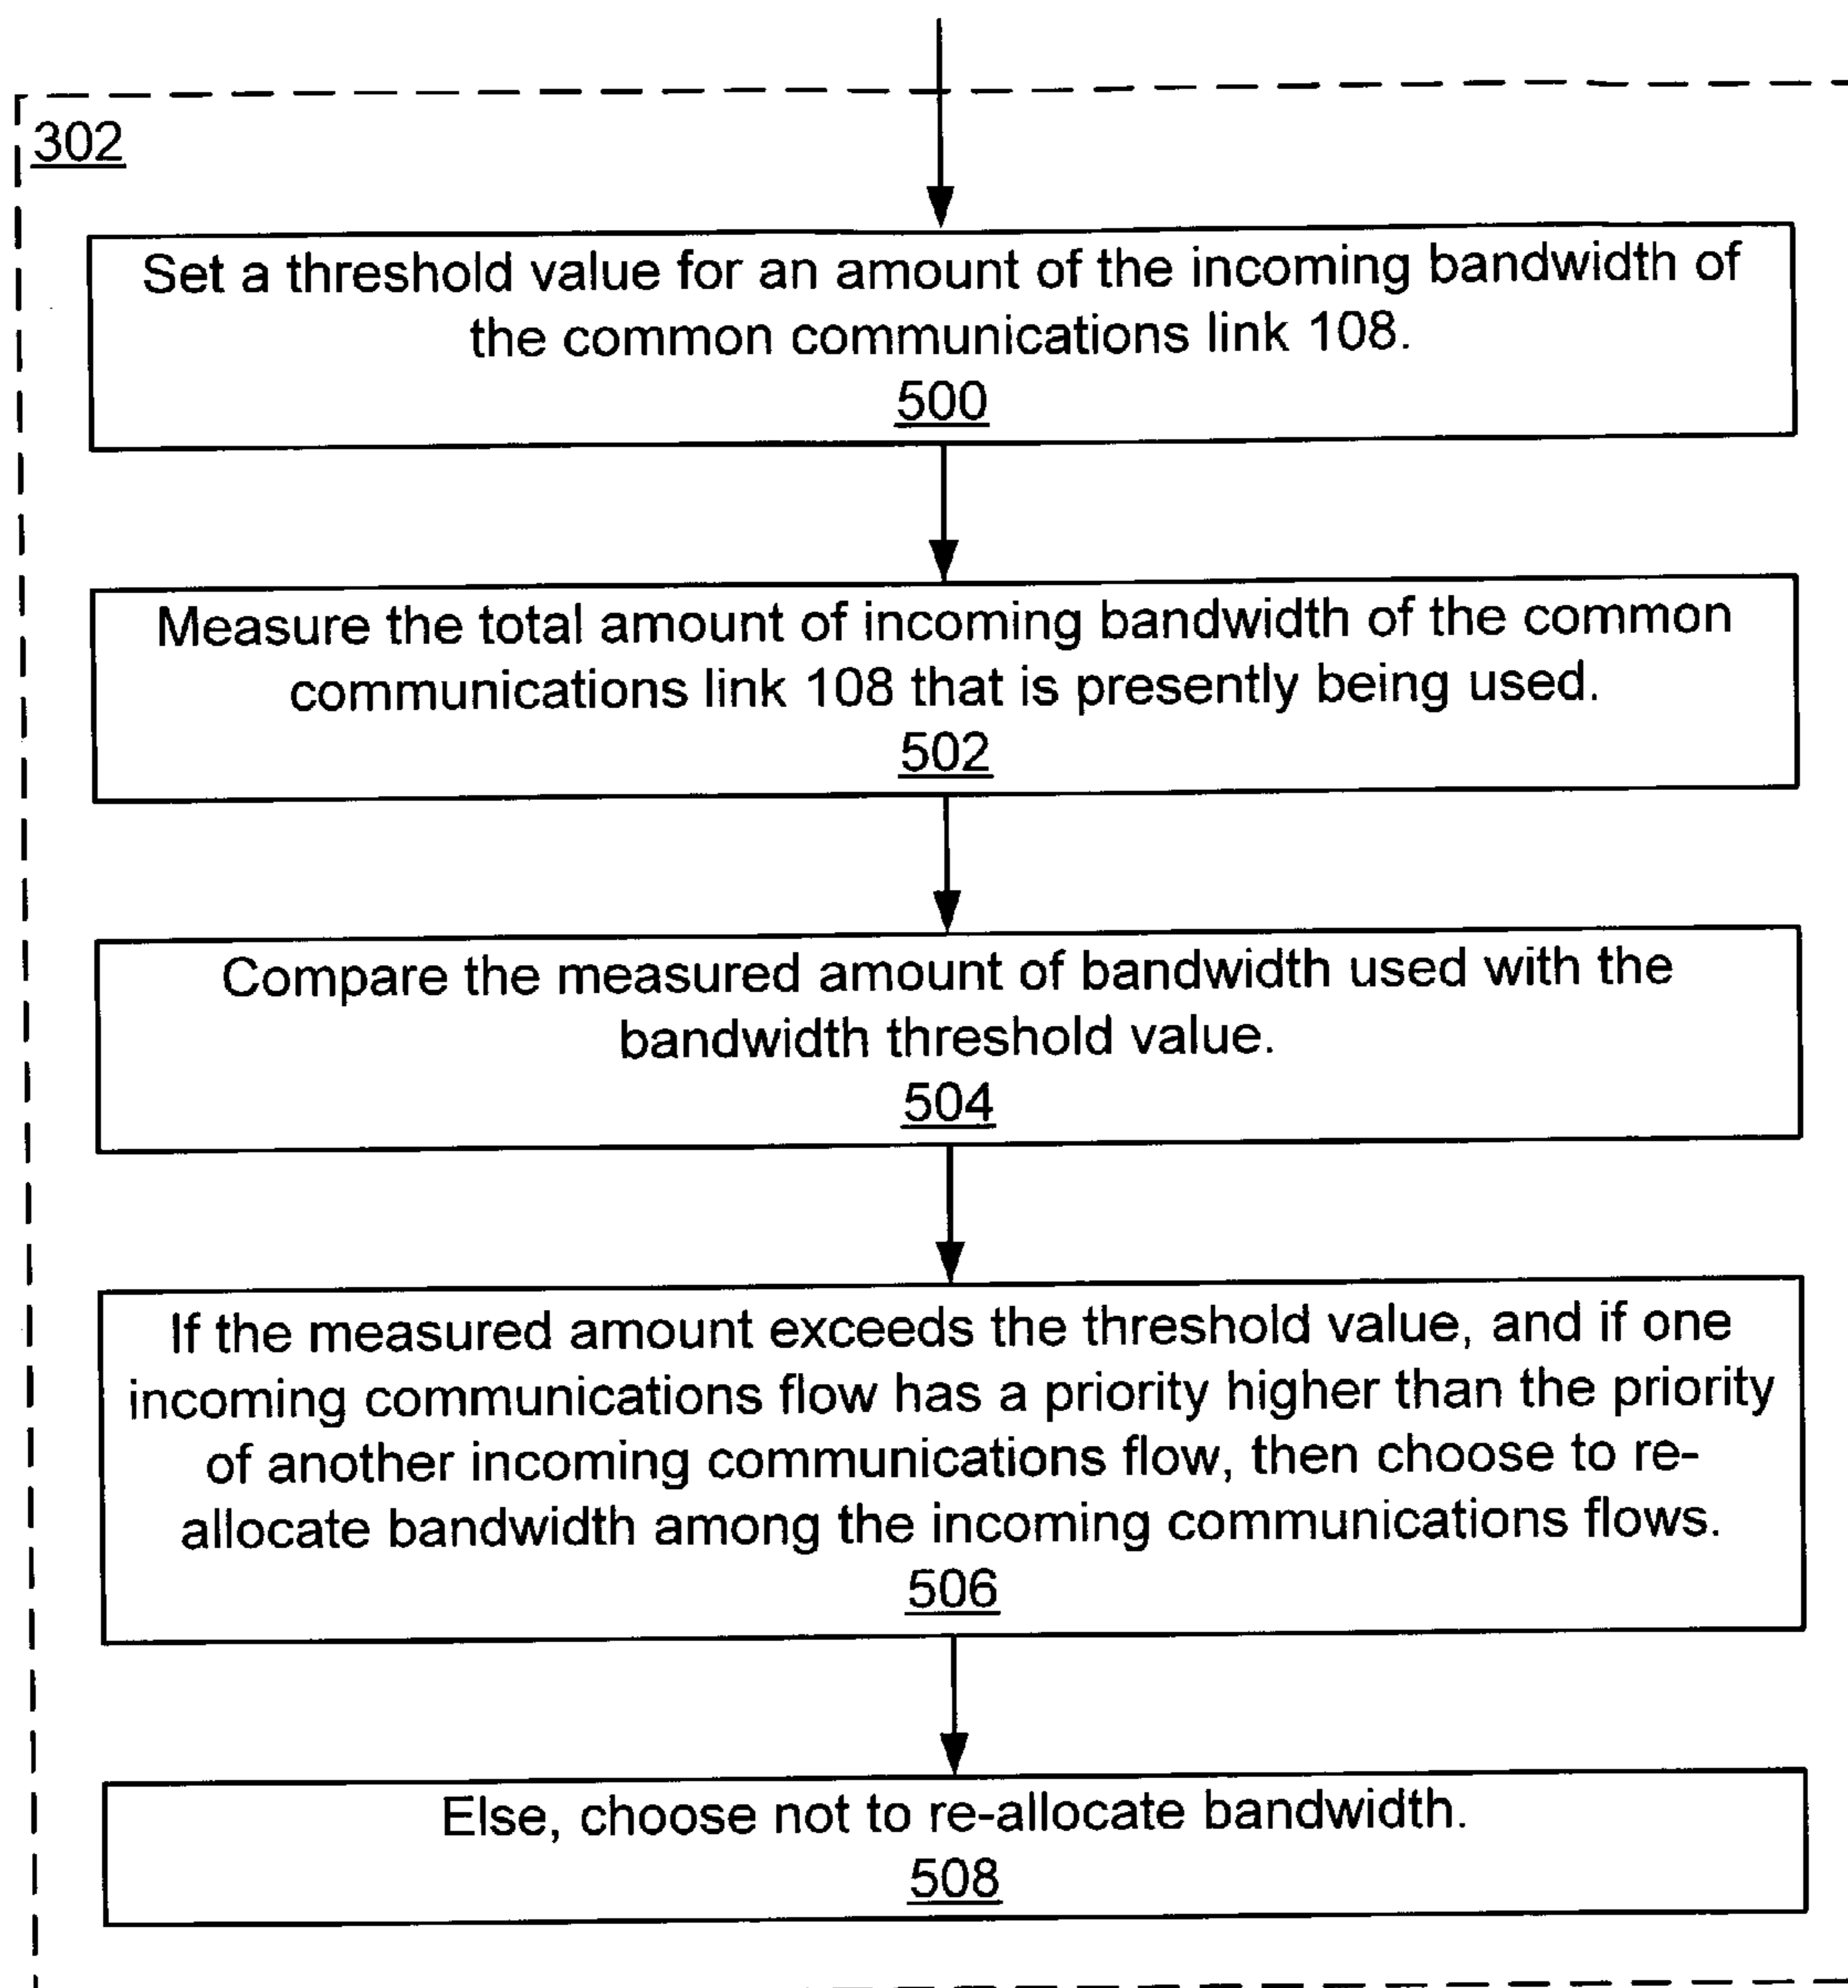 302
Set a threshold value for an amount of the incoming bandwidth of
the common communications link 108.
500
Measure the total amount of incoming bandwidth of the common
communications link 108 that is presently being used.
502
Compare the measured amount of bandwidth used with the
bandwidth threshold value.
504
If the measured amount exceeds the threshold value, and if one
incoming communications flow has a priority higher than the priority
of another incoming communications flow, then choose to re-
allocate bandwidth among the incoming communications flows.
506
Else, choose not to re-allocate bandwidth.
508